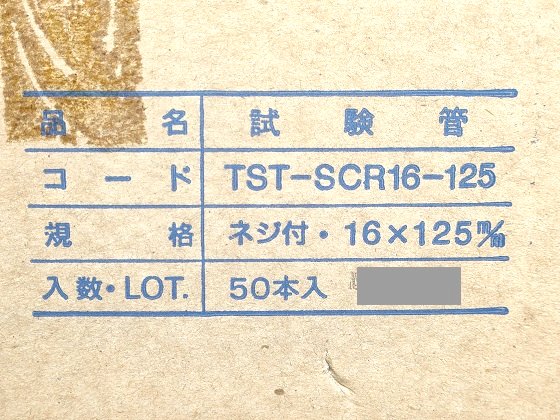 品名 試験管
コード TST-SCR16-125
規格 ネジ付・16×125m/m
入数・LOT. 50本入